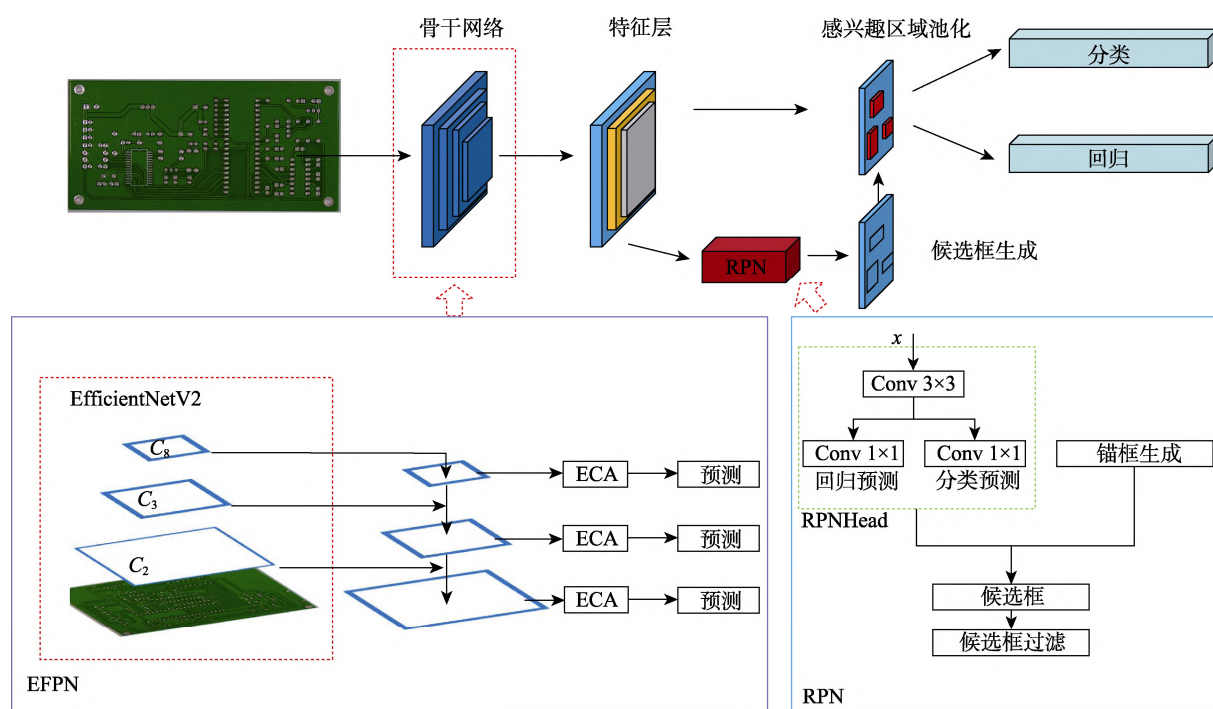 骨干网络
特征层
感兴趣区域池化
分类
回归
RPN
候选框生成
EfficientNetV2
C8
C3
C2
ECA
预测
ECA
预测
ECA
预测
EFPN
x
Conv 3×3
Conv 1×1
Conv 1×1
回归预测
分类预测
锚框生成
RPNHead
候选框
候选框过滤
RPN